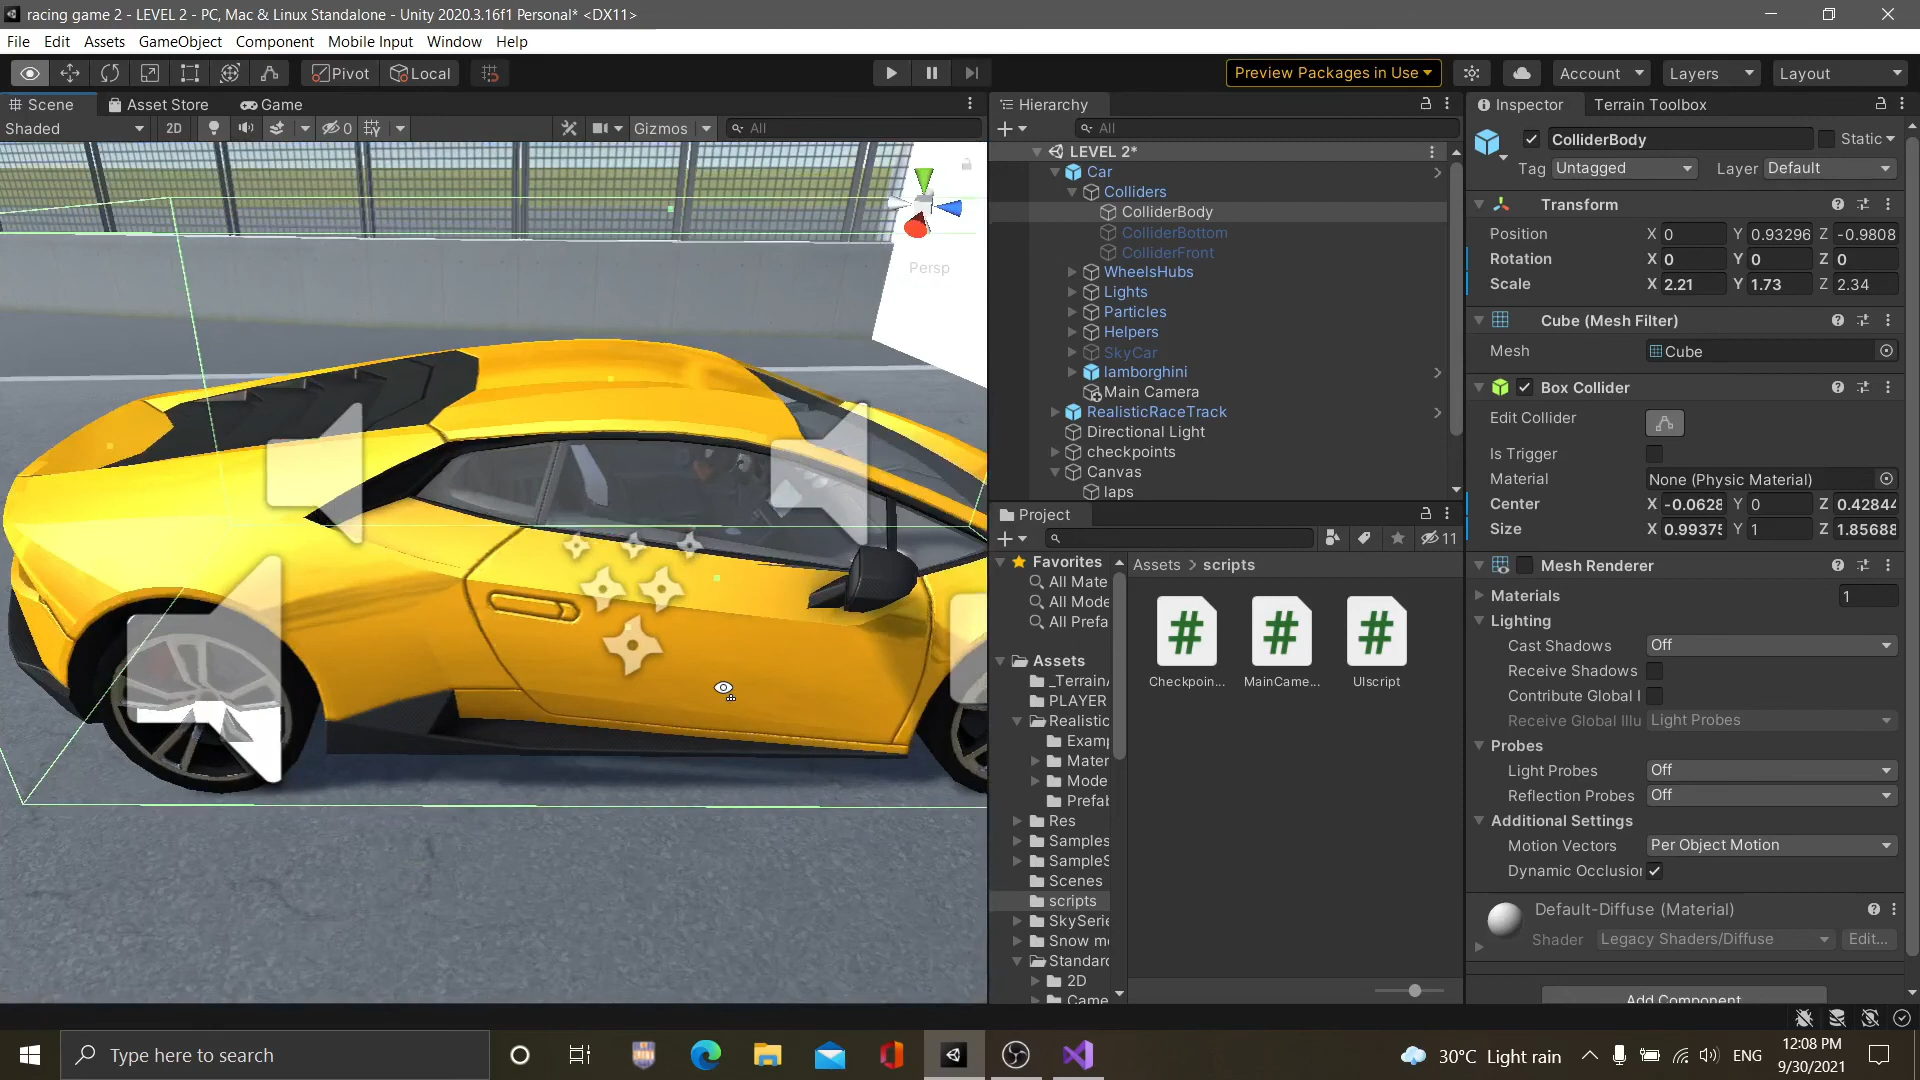 racing game 2 - LEVEL 2 - PC, Mac & Linux Standalone - Unity 2020.3.16f1 Personal* <DX11>
File Edit Assets GameObject Component Mobile Input Window Help
Pivot Local Preview Packages in Use Account Layers Layout
Scene Asset Store Game
Shaded 2D 0 Gizmos All
Persp
Hierarchy
All
LEVEL 2*
Car
Colliders
ColliderBody
ColliderBottom
ColliderFront
WheelsHubs
Lights
Particles
Helpers
SkyCar
lamborghini
Main Camera
RealisticRaceTrack
Directional Light
checkpoints
Canvas
laps
Project
11
Favorites
All Mate
All Mode
All Prefa
Assets
_TerrainA
PLAYER
Realistic
Examp
Mater
Mode
Prefab
Res
Samples
SampleS
Scenes
scripts
SkySerie
Snow m
Standard
2D
Came
Assets > scripts
Checkpoin... MainCame... UIscript
Inspector Terrain Toolbox
ColliderBody Static
Tag Untagged Layer Default
Transform
Position X 0 Y 0.93296 Z -0.9808
Rotation X 0 Y 0 Z 0
Scale X 2.21 Y 1.73 Z 2.34
Cube (Mesh Filter)
Mesh Cube
Box Collider
Edit Collider
Is Trigger
Material None (Physic Material)
Center X -0.0628 Y 0 Z 0.42844
Size X 0.99375 Y 1 Z 1.85688
Mesh Renderer
Materials 1
Lighting
Cast Shadows Off
Receive Shadows
Contribute Global I
Receive Global Illu Light Probes
Probes
Light Probes Off
Reflection Probes Off
Additional Settings
Motion Vectors Per Object Motion
Dynamic Occlusion
Default-Diffuse (Material)
Shader Legacy Shaders/Diffuse Edit...
Add Component
Type here to search
30°C Light rain ENG
12:08 PM
9/30/2021